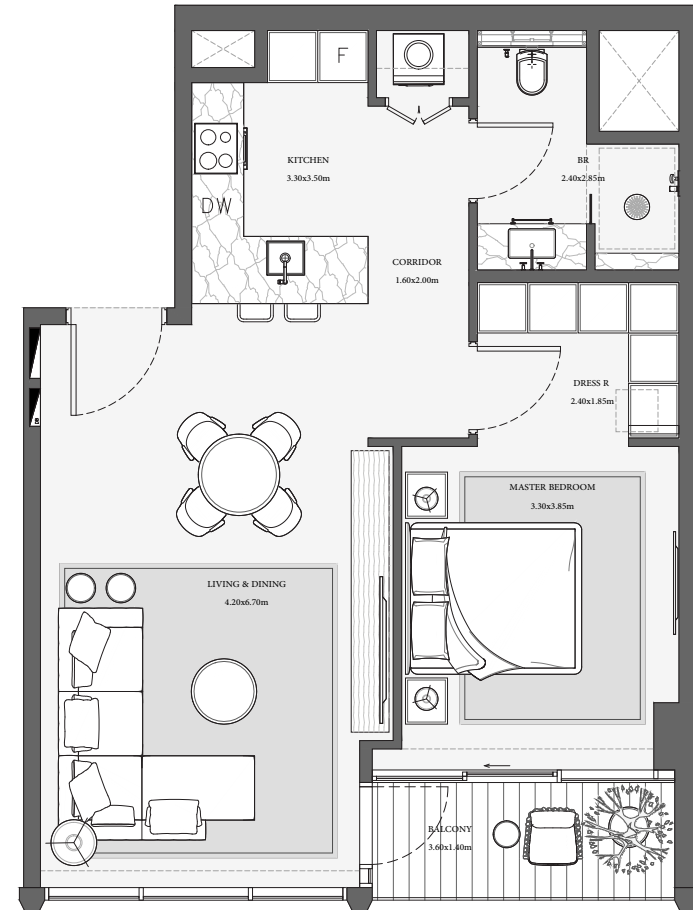 F
KITCHEN
3.30x3.50m
BR
2.40x2.85m
DW
CORRIDOR
1.60x2.00m
DRESS R
2.40x1.85m
MASTER BEDROOM
3.30x3.85m
LIVING & DINING
4.20x6.70m
BALCONY
3.60x1.40m